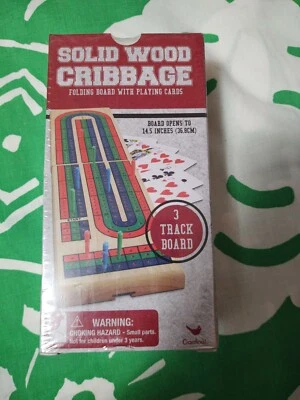 SOLID WOOD
CRIBBAGE
FOLDING BOARD WITH PLAYING CARDS
BOARD OPENS TO
14.5 INCHES (36.8CM)
3
TRACK
BOARD
WARNING:
CHOKING HAZARD - Small parts.
Not for children under 3 years.
Cardinal